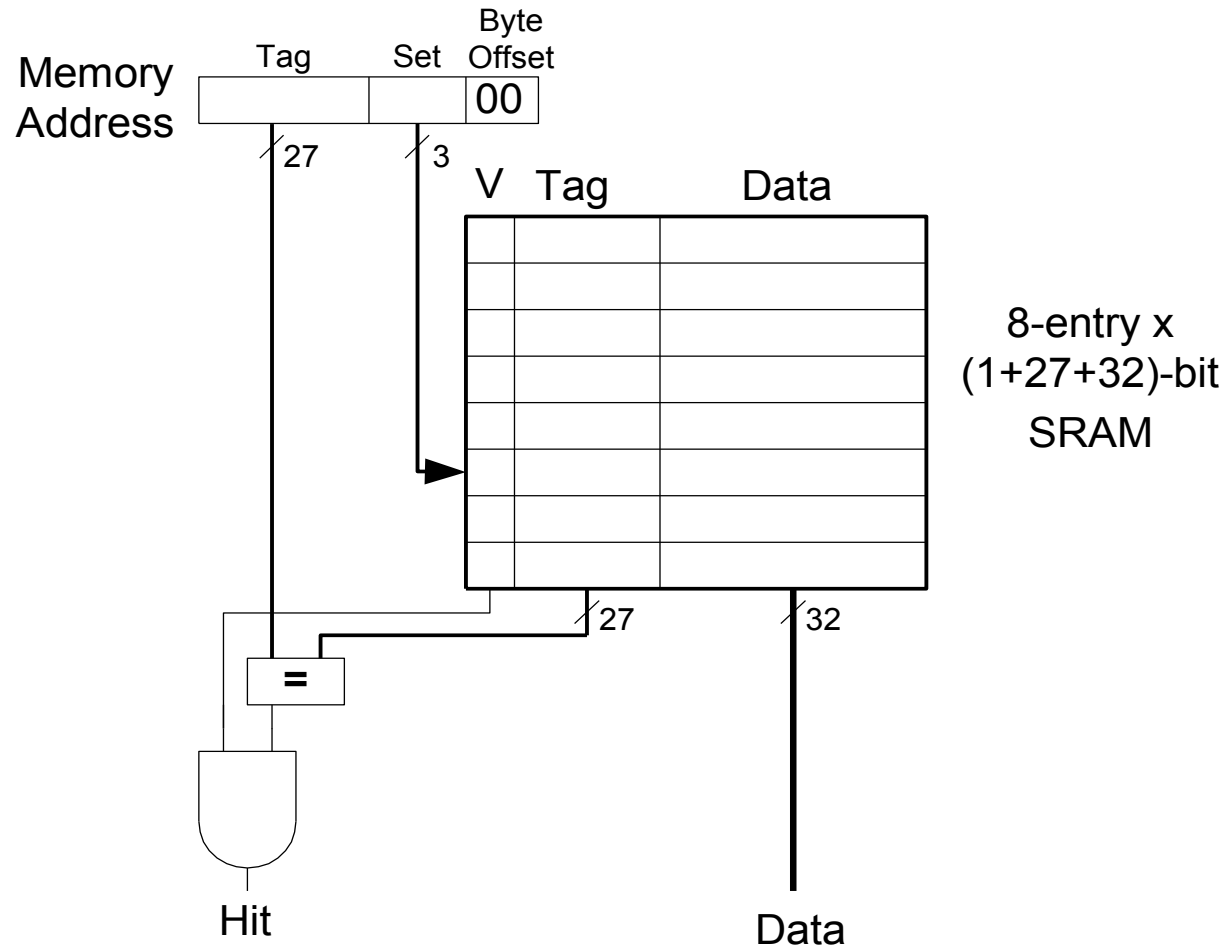 Byte
Tag Set Offset
Memory
Address
00
27 3
V Tag Data
8-entry x
(1+27+32)-bit
SRAM
27 32
=
Hit Data